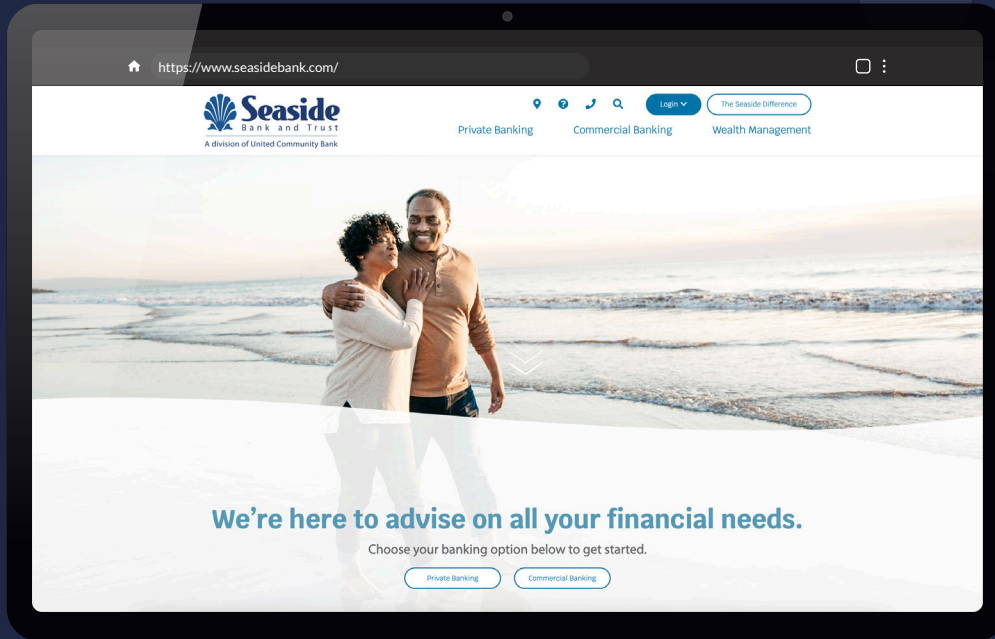 https://www.seasidebank.com/
Seaside
Bank and Trust
A division of United Community Bank
Login
The Seaside Difference
Private Banking
Commercial Banking
Wealth Management
We're here to advise on all your financial needs.
Choose your banking option below to get started.
Private Banking
Commercial Banking